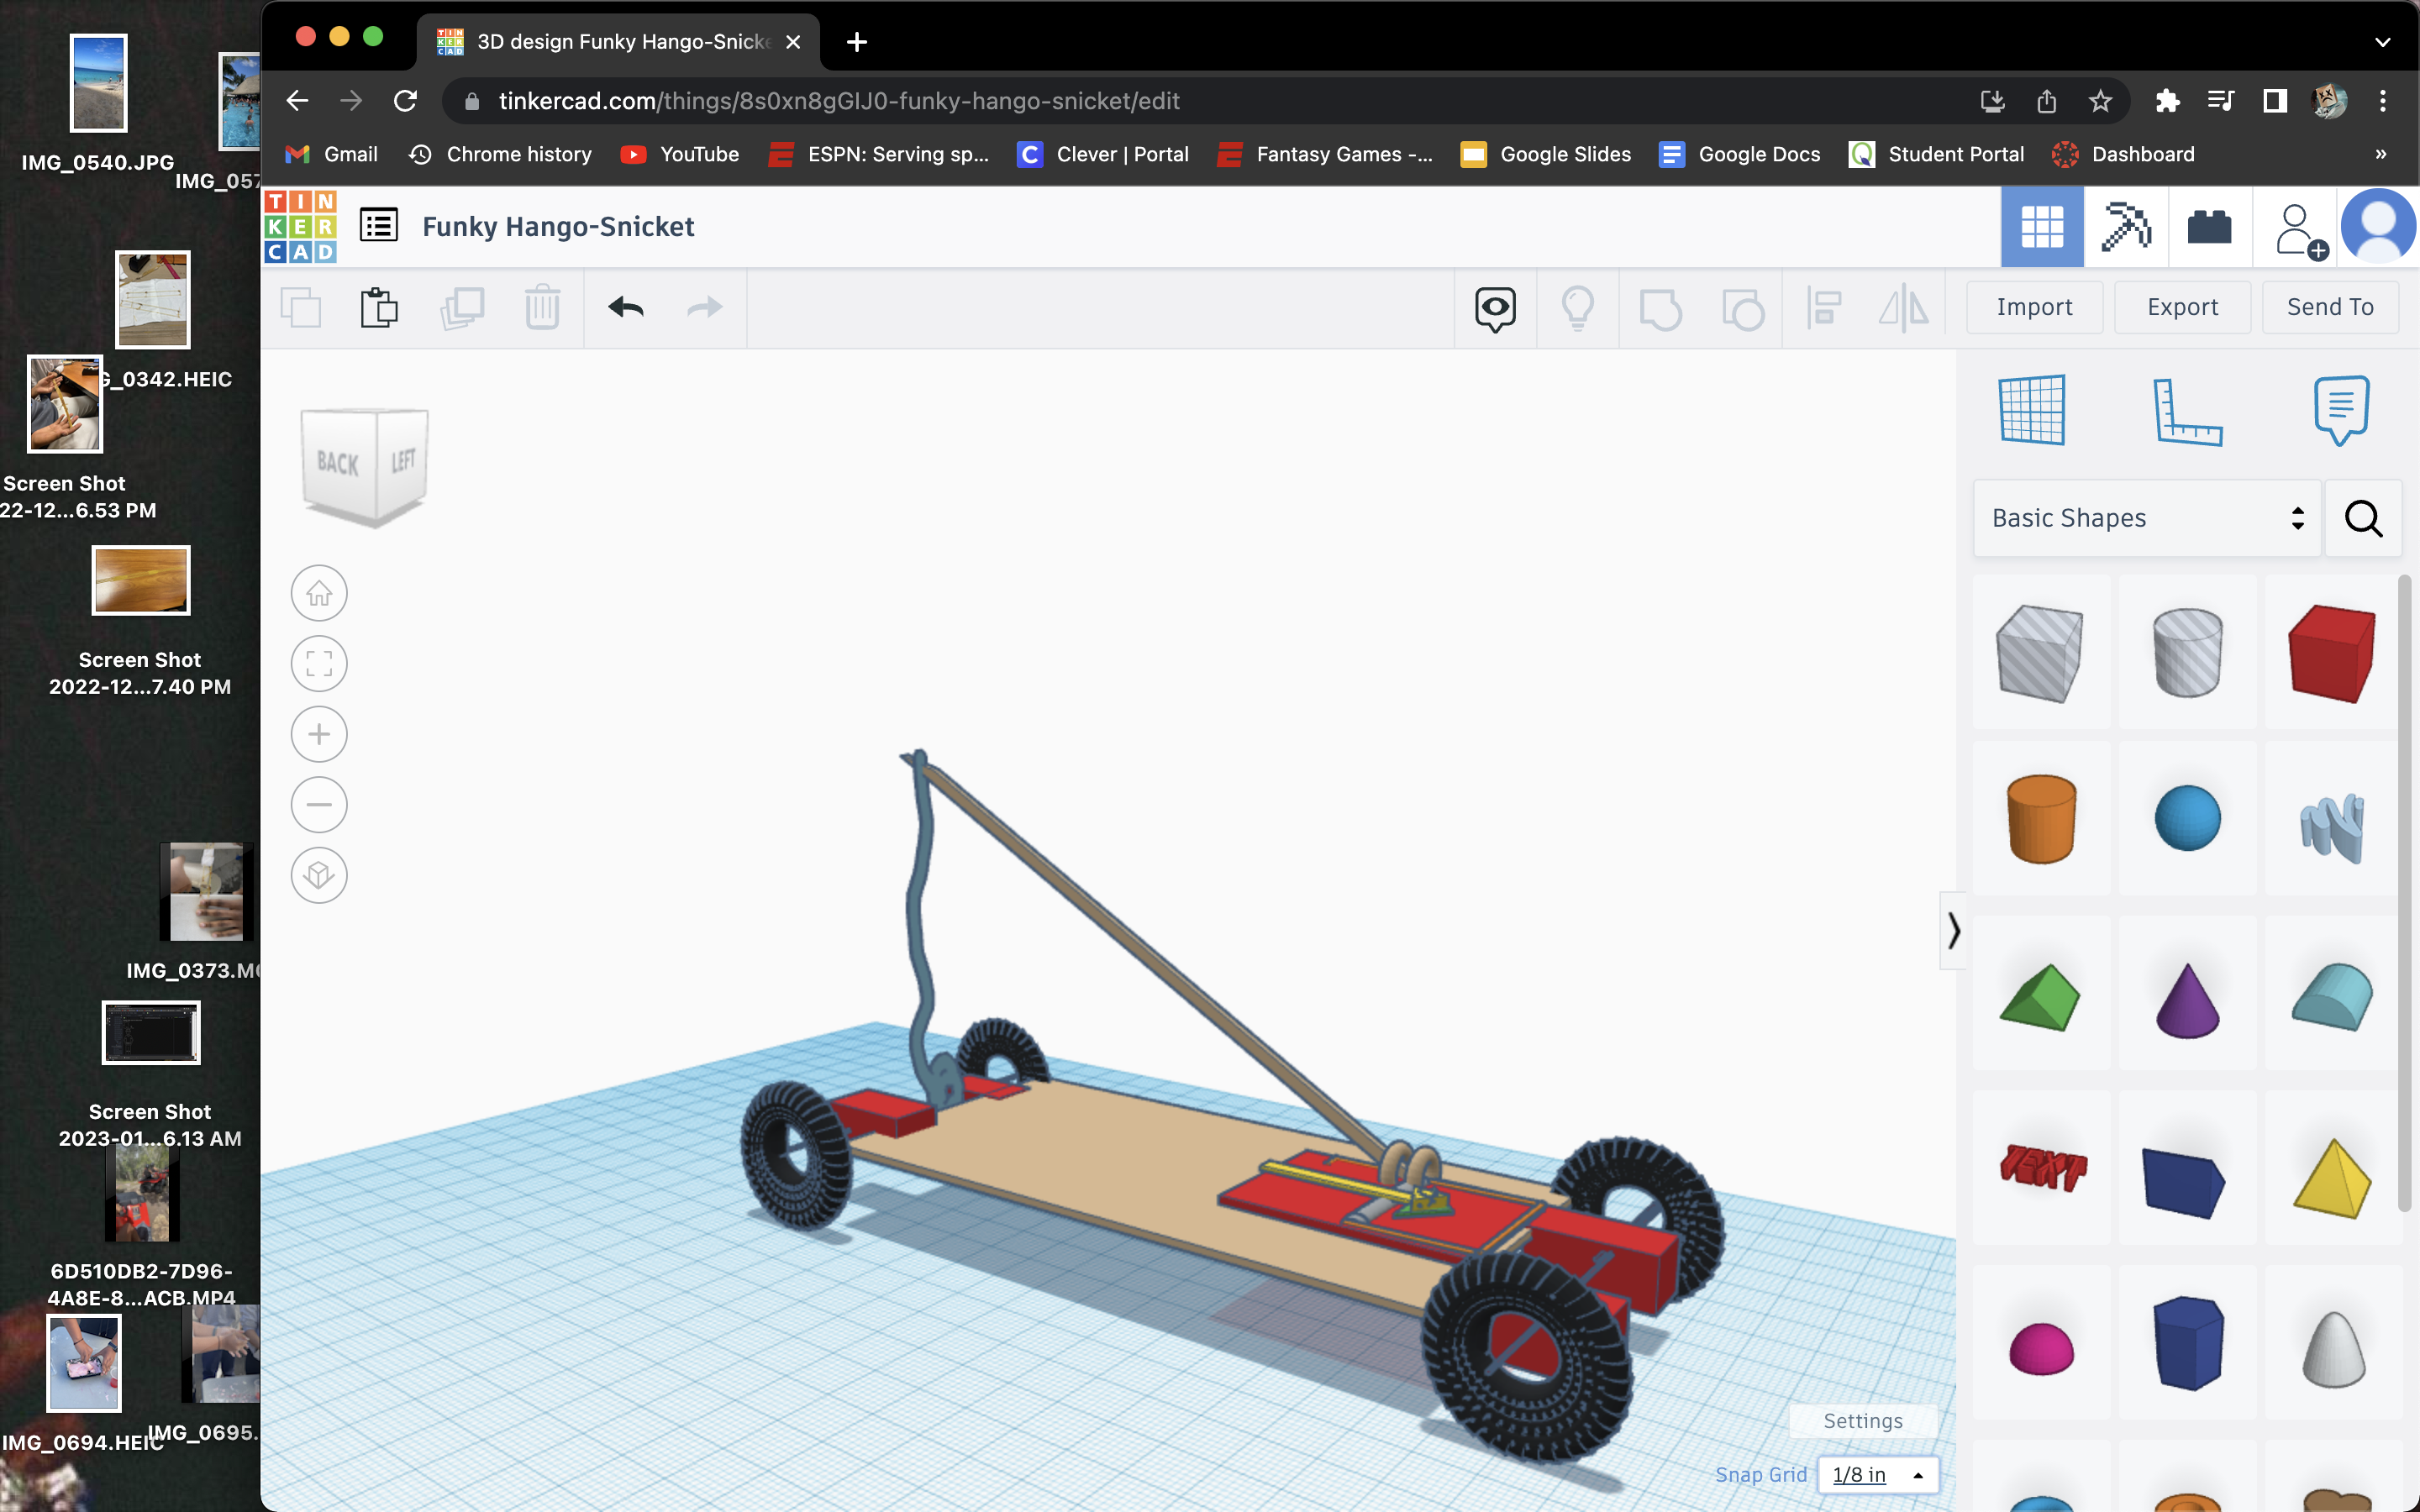 3D design Funky Hango-Snicke
tinkercad.com/things/8s0xn8gGIJ0-funky-hango-snicket/edit
Gmail
Chrome history
YouTube
ESPN: Serving sp...
Clever | Portal
Fantasy Games -...
Google Slides
Google Docs
Student Portal
Dashboard
»
TIN
KER
CAD
Funky Hango-Snicket
Import
Export
Send To
BACK
LEFT
Basic Shapes
TEXT
Settings
Snap Grid
1/8 in
IMG_0540.JPG
IMG_057
G_0342.HEIC
Screen Shot
22-12...6.53 PM
Screen Shot
2022-12...7.40 PM
IMG_0373.MO
Screen Shot
2023-01...6.13 AM
6D510DB2-7D96-
4A8E-8...ACB.MP4
IMG_0694.HEIC
IMG_0695.